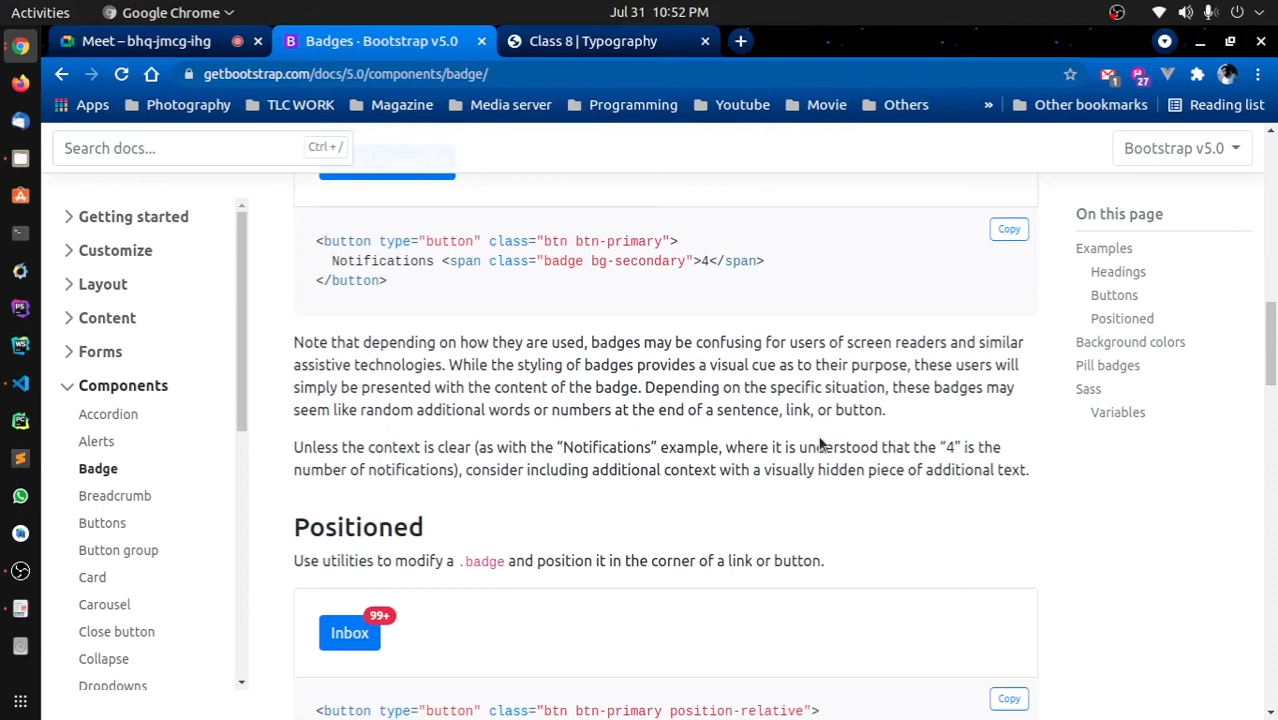 Activities
Google Chrome
Jul 31 10:52 PM
Meet – bhq-jmcg-ihg
Badges · Bootstrap v5.0
Class 8 | Typography
getbootstrap.com/docs/5.0/components/badge/
1
27
Apps
Photography
TLC WORK
Magazine
Media server
Programming
Youtube
Movie
Others
»
Other bookmarks
Reading list
Search docs...
Ctrl + /
Bootstrap v5.0
Getting started
Customize
Layout
Content
Forms
Components
Accordion
Alerts
Badge
Breadcrumb
Buttons
Button group
Card
Carousel
Close button
Collapse
Dropdowns
Copy
<button type="button" class="btn btn-primary">
Notifications <span class="badge bg-secondary">4</span>
</button>
Note that depending on how they are used, badges may be confusing for users of screen readers and similar
assistive technologies. While the styling of badges provides a visual cue as to their purpose, these users will
simply be presented with the content of the badge. Depending on the specific situation, these badges may
seem like random additional words or numbers at the end of a sentence, link, or button.
Unless the context is clear (as with the “Notifications” example, where it is understood that the “4” is the
number of notifications), consider including additional context with a visually hidden piece of additional text.
Positioned
Use utilities to modify a .badge and position it in the corner of a link or button.
Inbox
99+
Copy
<button type="button" class="btn btn-primary position-relative">
On this page
Examples
Headings
Buttons
Positioned
Background colors
Pill badges
Sass
Variables